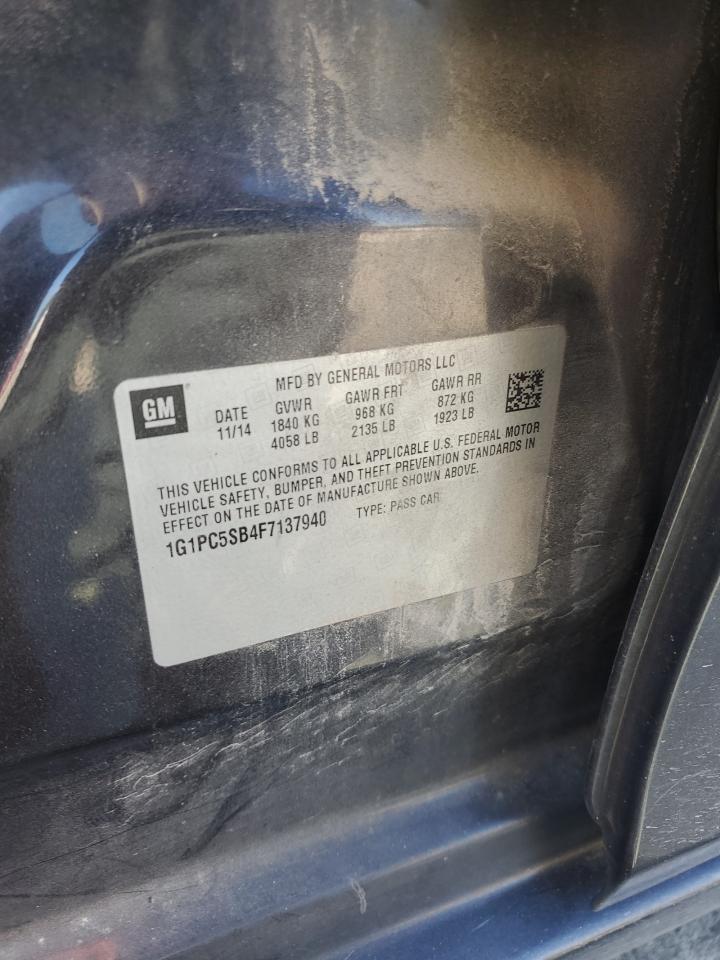 MFD BY GENERAL MOTORS LLC
GM
DATE GVWR GAWR FRT GAWR RR
11/14 1840 KG 968 KG 872 KG
4058 LB 2135 LB 1923 LB
THIS VEHICLE CONFORMS TO ALL APPLICABLE U.S. FEDERAL MOTOR
VEHICLE SAFETY, BUMPER, AND THEFT PREVENTION STANDARDS IN
EFFECT ON THE DATE OF MANUFACTURE SHOWN ABOVE.
1G1PC5SB4F7137940 TYPE: PASS CAR